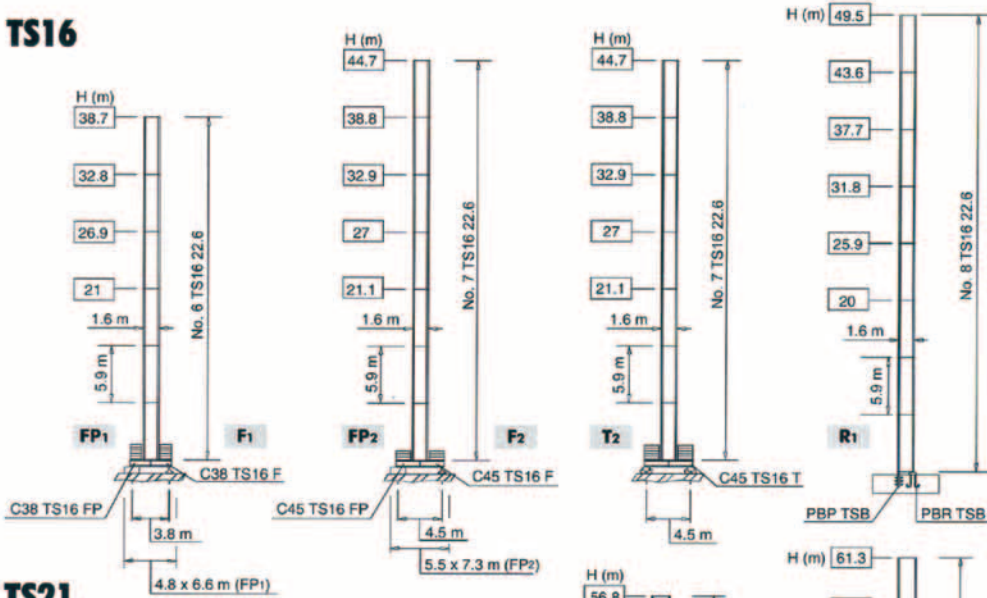 TS16
H (m)
38.7
32.8
26.9
21
1.6 m
5.9 m
No. 6 TS16 22.6
FP1
F1
C38 TS16 F
C38 TS16 FP
3.8 m
4.8 x 6.6 m (FP1)
H (m)
44.7
38.8
32.9
27
21.1
1.6 m
5.9 m
No. 7 TS16 22.6
FP2
F2
C45 TS16 F
C45 TS16 FP
4.5 m
5.5 x 7.3 m (FP2)
H (m)
44.7
38.8
32.9
27
21.1
1.6 m
5.9 m
No. 7 TS16 22.6
T2
C45 TS16 T
4.5 m
H (m) 49.5
43.6
37.7
31.8
25.9
20
1.6 m
5.9 m
No. 8 TS16 22.6
R1
PBP TSB
PBR TSB
TS21
H (m)
56.8
H (m) 61.3